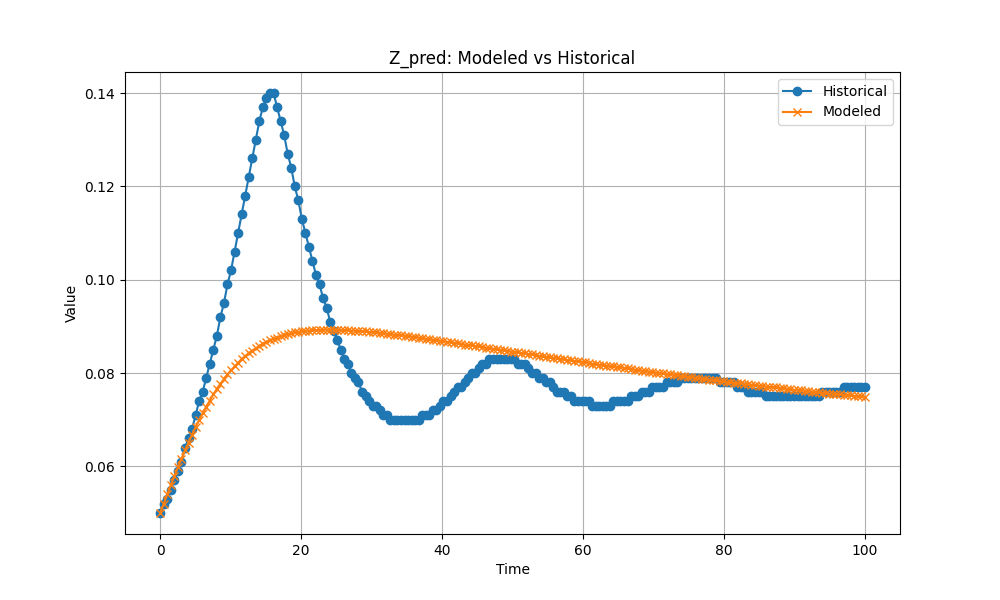 Z_pred: Modeled vs Historical
Historical
Modeled
Value
0.14
0.12
0.10
0.08
0.06
0 20 40 60 80 100
Time